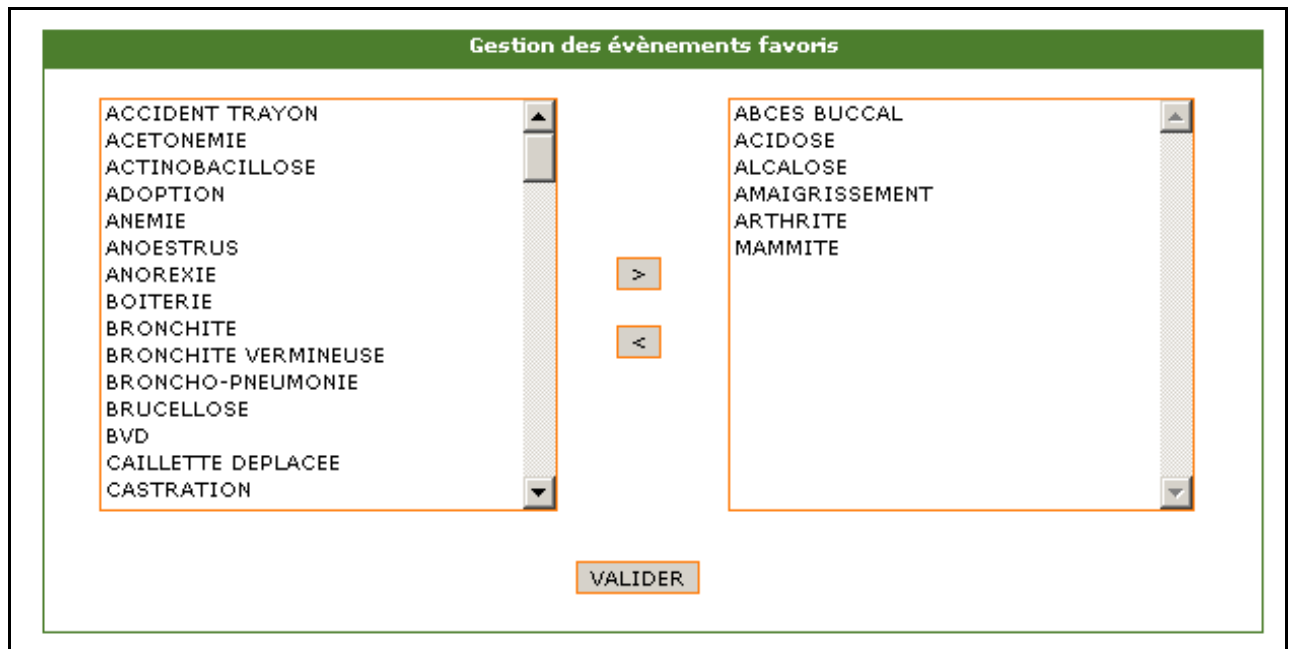 Gestion des évènements favoris
ACCIDENT TRAYON
ACETONEMIE
ACTINOBACILLOSE
ADOPTION
ANEMIE
ANOESTRUS
ANOREXIE
BOITERIE
BRONCHITE
BRONCHITE VERMINEUSE
BRONCHO-PNEUMONIE
BRUCELLOSE
BVD
CAILLETTE DEPLACEE
CASTRATION
>
<
ABCES BUCCAL
ACIDOSE
ALCALOSE
AMAIGRISSEMENT
ARTHRITE
MAMMITE
VALIDER